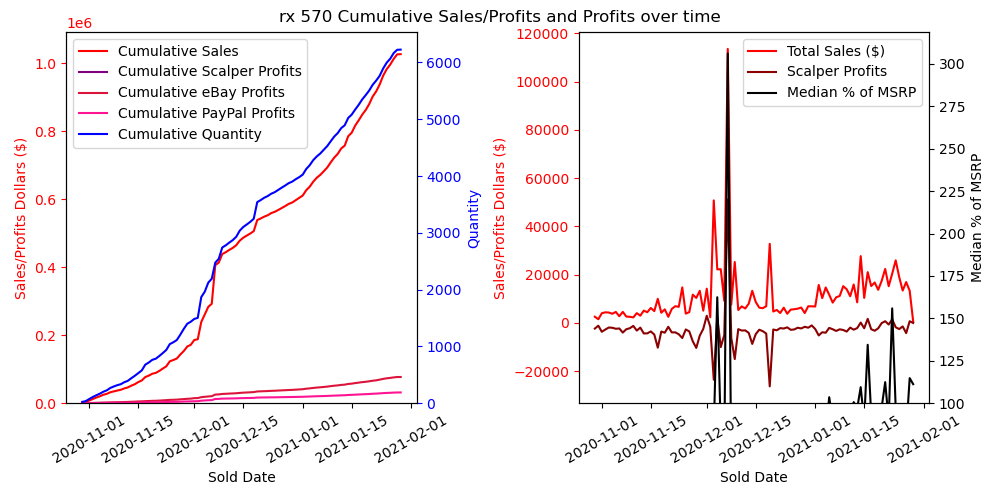 rx 570 Cumulative Sales/Profits and Profits over time
1e6
Cumulative Sales
Cumulative Scalper Profits
Cumulative eBay Profits
Cumulative PayPal Profits
Cumulative Quantity
1.0
0.8
0.6
0.4
0.2
0.0
Sales/Profits Dollars ($)
6000
5000
4000
3000
2000
1000
0
Quantity
2020-11-01
2020-11-15
2020-12-01
2020-12-15
2021-01-01
2021-01-15
2021-02-01
Sold Date
Total Sales ($)
Scalper Profits
Median % of MSRP
120000
100000
80000
60000
40000
20000
0
−20000
Sales/Profits Dollars ($)
300
275
250
225
200
175
150
125
100
Median % of MSRP
2020-11-01
2020-11-15
2020-12-01
2020-12-15
2021-01-01
2021-01-15
2021-02-01
Sold Date